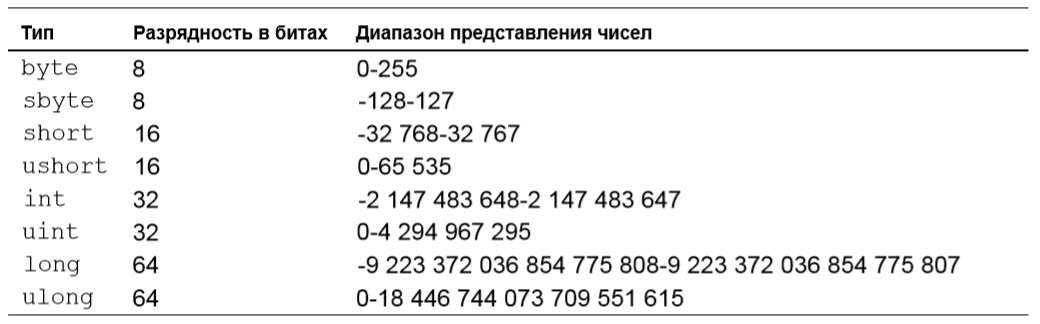 Тип Разрядность в битах Диапазон представления чисел
byte 8 0-255
sbyte 8 -128-127
short 16 -32 768-32 767
ushort 16 0-65 535
int 32 -2 147 483 648-2 147 483 647
uint 32 0-4 294 967 295
long 64 -9 223 372 036 854 775 808-9 223 372 036 854 775 807
ulong 64 0-18 446 744 073 709 551 615